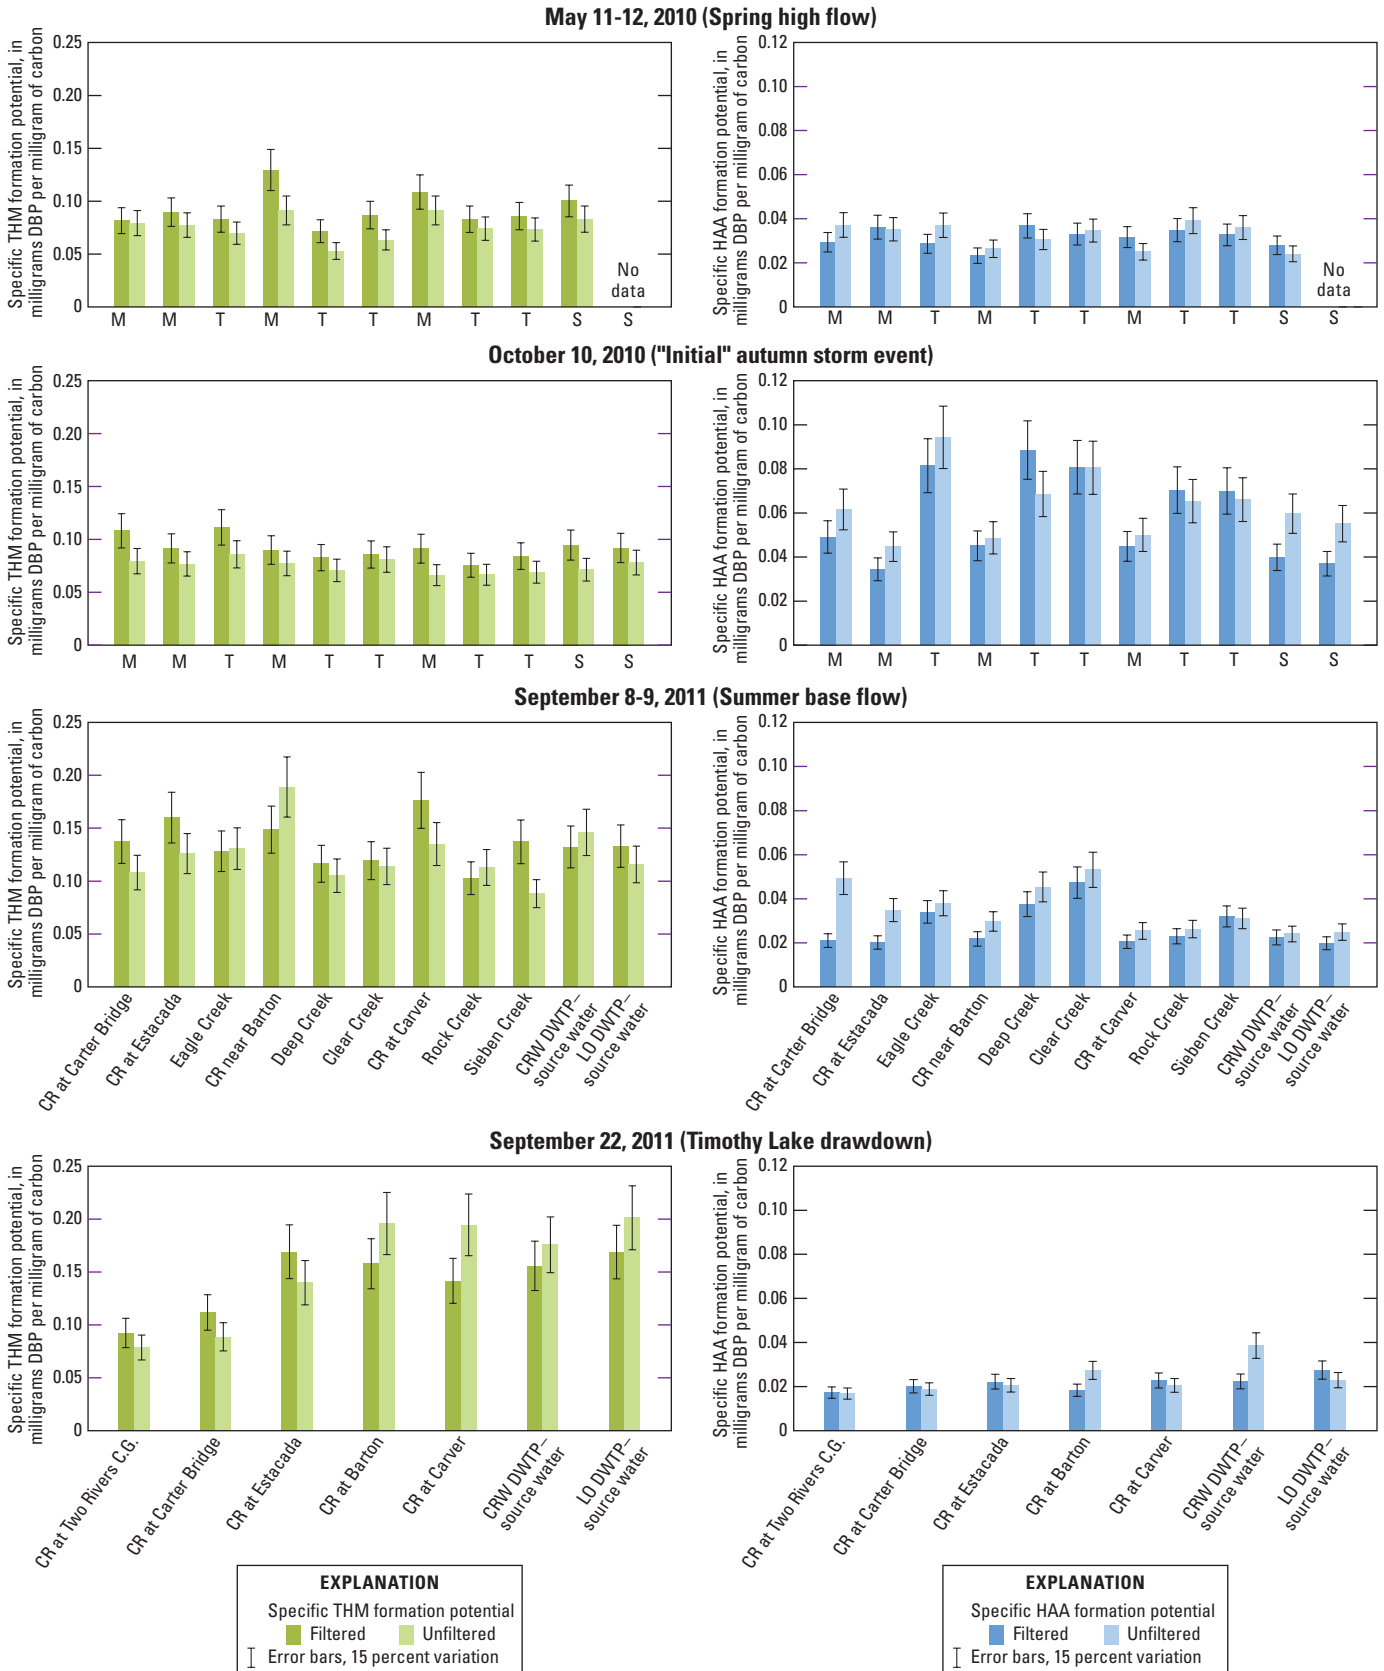 May 11-12, 2010 (Spring high flow)
Specific THM formation potential, in
milligrams DBP per milligram of carbon
0.25
0.20
0.15
0.10
0.05
0
No
data
M M T M T T M T T S S
Specific HAA formation potential, in
milligrams DBP per milligram of carbon
0.12
0.10
0.08
0.06
0.04
0.02
0
No
data
M M T M T T M T T S S
October 10, 2010 ("Initial" autumn storm event)
Specific THM formation potential, in
milligrams DBP per milligram of carbon
0.25
0.20
0.15
0.10
0.05
0
M M T M T T M T T S S
Specific HAA formation potential, in
milligrams DBP per milligram of carbon
0.12
0.10
0.08
0.06
0.04
0.02
0
M M T M T T M T T S S
September 8-9, 2011 (Summer base flow)
Specific THM formation potential, in
milligrams DBP per milligram of carbon
0.25
0.20
0.15
0.10
0.05
0
CR at Carter Bridge
CR at Estacada
Eagle Creek
CR near Barton
Deep Creek
Clear Creek
CR at Carver
Rock Creek
Sieben Creek
CRW DWTP–
source water
LO DWTP–
source water
Specific HAA formation potential, in
miligrams DBP per milligram of carbon
0.12
0.10
0.08
0.06
0.04
0.02
0
CR at Carter Bridge
CR at Estacada
Eagle Creek
CR near Barton
Deep Creek
Clear Creek
CR at Carver
Rock Creek
Sieben Creek
CRW DWTP–
source water
LO DWTP–
source water
September 22, 2011 (Timothy Lake drawdown)
Specific THM formation potential, in
milligrams DBP per milligram of carbon
0.25
0.20
0.15
0.10
0.05
0
CR at Two Rivers C.G.
CR at Carter Bridge
CR at Estacada
CR at Barton
CR at Carver
CRW DWTP–
source water
LO DWTP–
source water
Specific HAA formation potential, in
milligrams DBP per milligram of carbon
0.12
0.10
0.08
0.06
0.04
0.02
0
CR at Two Rivers C.G.
CR at Carter Bridge
CR at Estacada
CR at Barton
CR at Carver
CRW DWTP–
source water
LO DWTP–
source water
EXPLANATION
Specific THM formation potential
Filtered Unfiltered
Error bars, 15 percent variation
EXPLANATION
Specific HAA formation potential
Filtered Unfiltered
Error bars, 15 percent variation